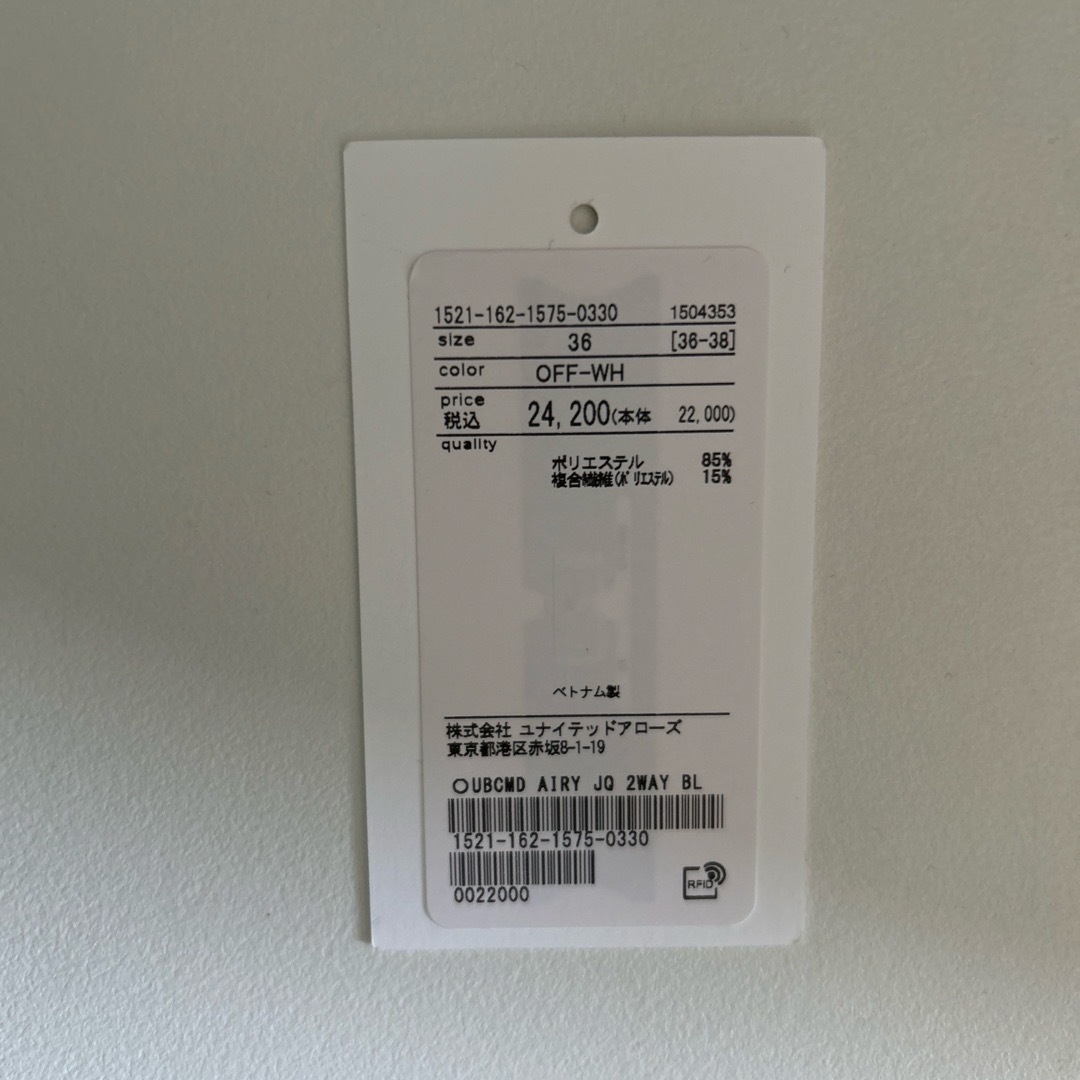 1521-162-1575-0330 1504353
size 36 [36-38]
color OFF-WH
price
税込 24,200(本体 22,000)
quality
ポリエステル 85%
複合繊維(ポリエステル) 15%
ベトナム製
株式会社 ユナイテッドアローズ
東京都港区赤坂8-1-19
○UBCMD AIRY JQ 2WAY BL
1521-162-1575-0330
0022000
RFID